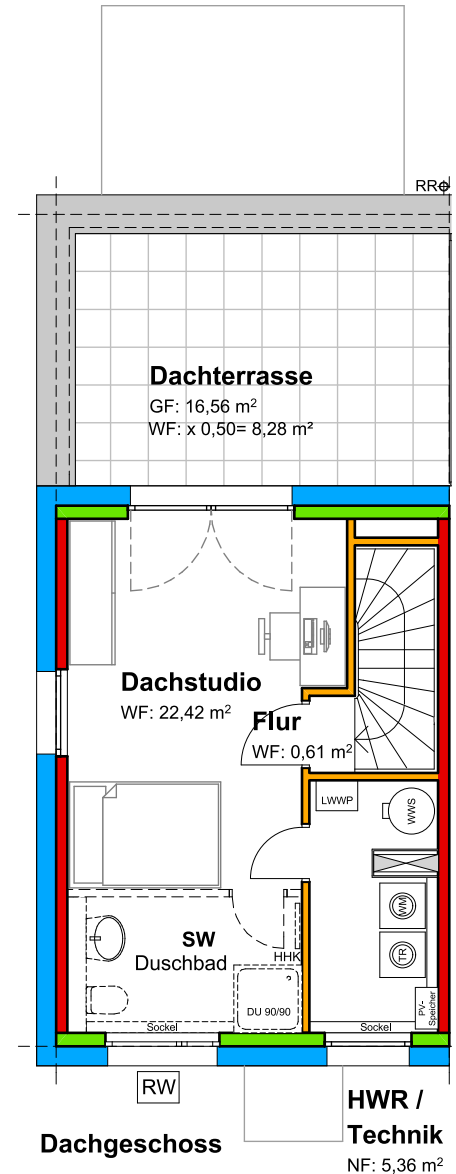 RR
Dachterrasse
GF: 16,56 m²
WF: x 0,50= 8,28 m²
Dachstudio
WF: 22,42 m²
Flur
WF: 0,61 m²
LWWP
WWS
WM
TR
PV-
Speicher
SW
Duschbad
HHK
DU 90/90
Sockel
Sockel
RW
HWR /
Technik
NF: 5,36 m²
Dachgeschoss